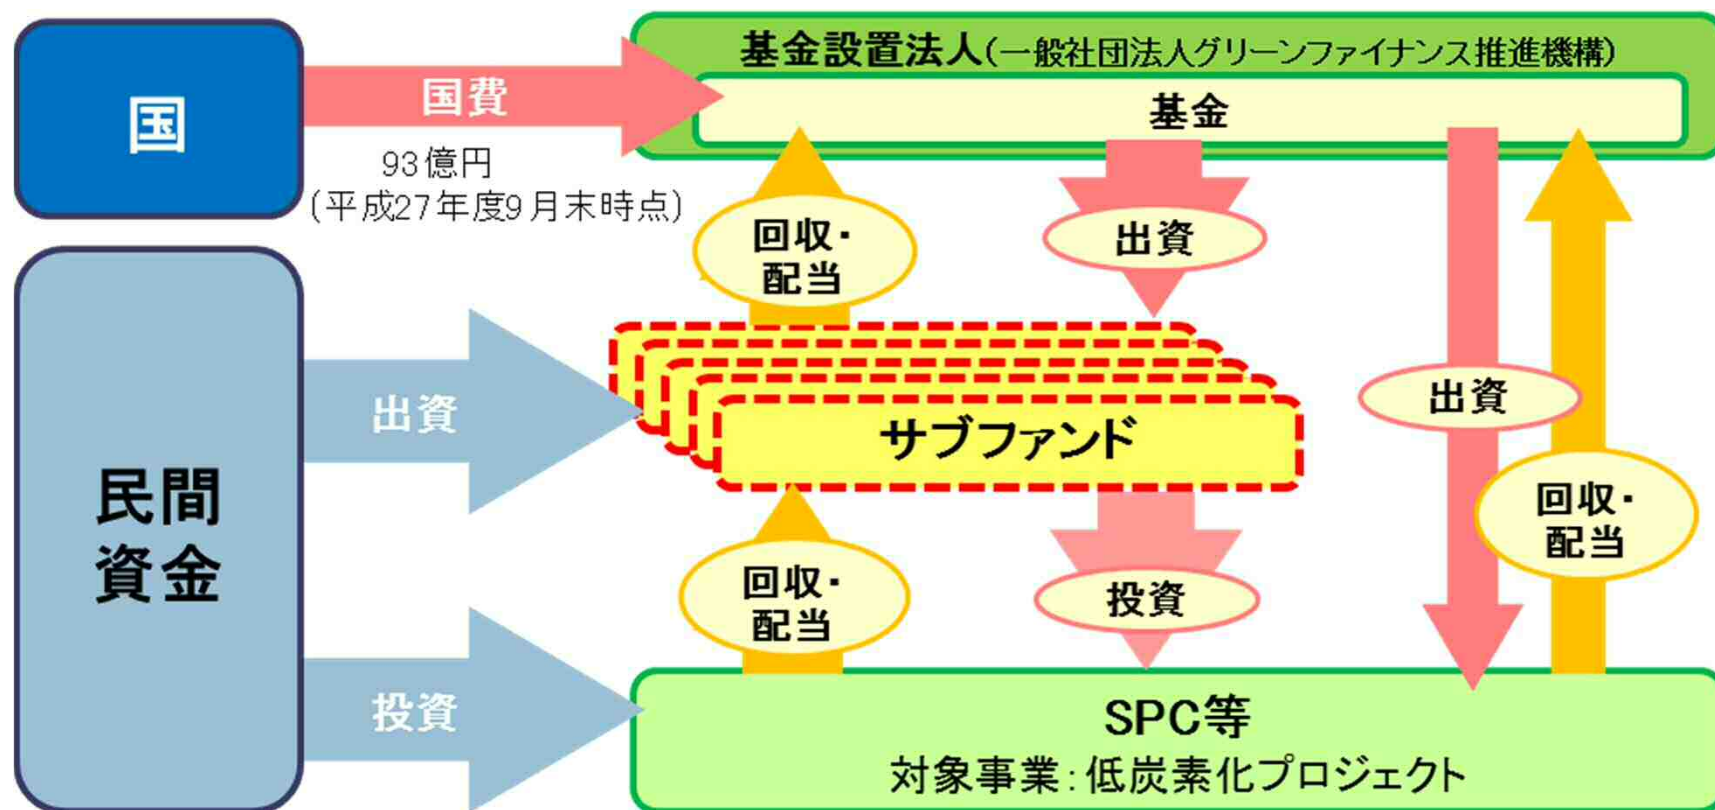 国
国費
93億円
(平成27年度9月末時点)
基金設置法人(一般社団法人グリーンファイナンス推進機構)
基金
回収・
配当
出資
出資
回収・
配当
民間
資金
出資
サブファンド
回収・
配当
投資
投資
SPC等
対象事業:低炭素化プロジェクト